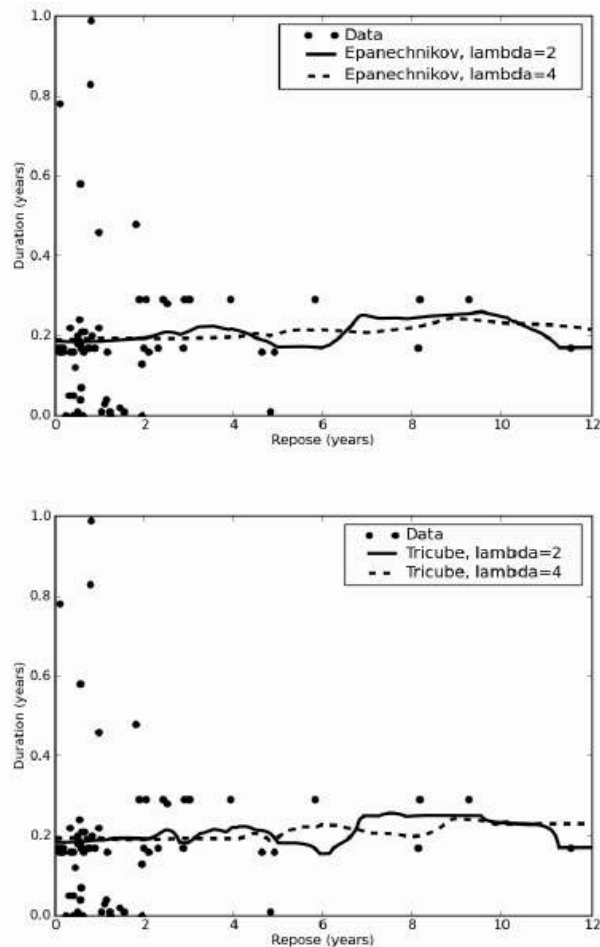 1.0
0.8
0.6
0.4
0.2
0.0
Duration (years)
Data
Epanechnikov, lambda=2
Epanechnikov, lambda=4
0 2 4 6 8 10 12
Repose (years)
1.0
0.8
0.6
0.4
0.2
0.0
Duration (years)
Data
Tricube, lambda=2
Tricube, lambda=4
0 2 4 6 8 10 12
Repose (years)